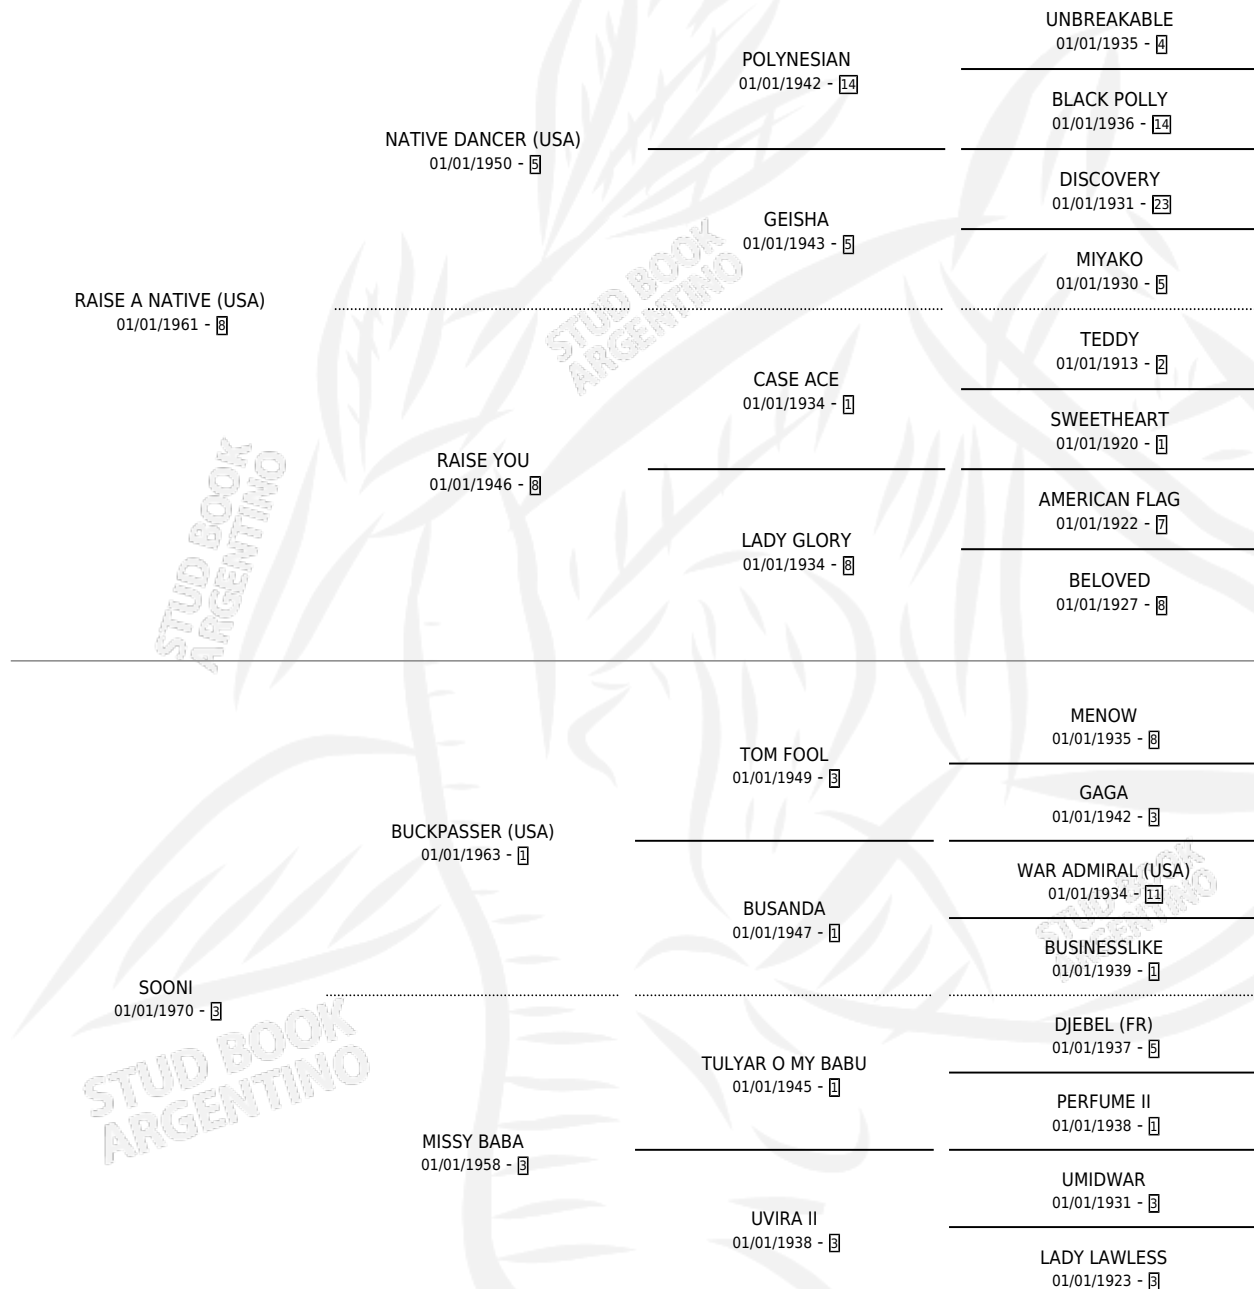 UNBREAKABLE
01/01/1935 - 4
POLYNESIAN
01/01/1942 - 14
BLACK POLLY
01/01/1936 - 14
NATIVE DANCER (USA)
01/01/1950 - 5
DISCOVERY
01/01/1931 - 23
GEISHA
01/01/1943 - 5
MIYAKO
01/01/1930 - 5
RAISE A NATIVE (USA)
01/01/1961 - 8
STUD BOOK
ARGENTINO
TEDDY
01/01/1913 - 2
CASE ACE
01/01/1934 - 1
SWEETHEART
01/01/1920 - 1
RAISE YOU
01/01/1946 - 8
AMERICAN FLAG
01/01/1922 - 7
LADY GLORY
01/01/1934 - 8
BELOVED
01/01/1927 - 8
STUD BOOK
ARGENTINO
MENOW
01/01/1935 - 8
TOM FOOL
01/01/1949 - 3
GAGA
01/01/1942 - 3
BUCKPASSER (USA)
01/01/1963 - 1
WAR ADMIRAL (USA)
01/01/1934 - 11
BUSANDA
01/01/1947 - 1
STUD BOOK
ARGENTINO
BUSINESSLIKE
01/01/1939 - 1
SOONI
01/01/1970 - 3
STUD BOOK
ARGENTINO
DJEBEL (FR)
01/01/1937 - 5
TULYAR O MY BABU
01/01/1945 - 1
PERFUME II
01/01/1938 - 1
MISSY BABA
01/01/1958 - 3
UMIDWAR
01/01/1931 - 3
UVIRA II
01/01/1938 - 3
LADY LAWLESS
01/01/1923 - 3